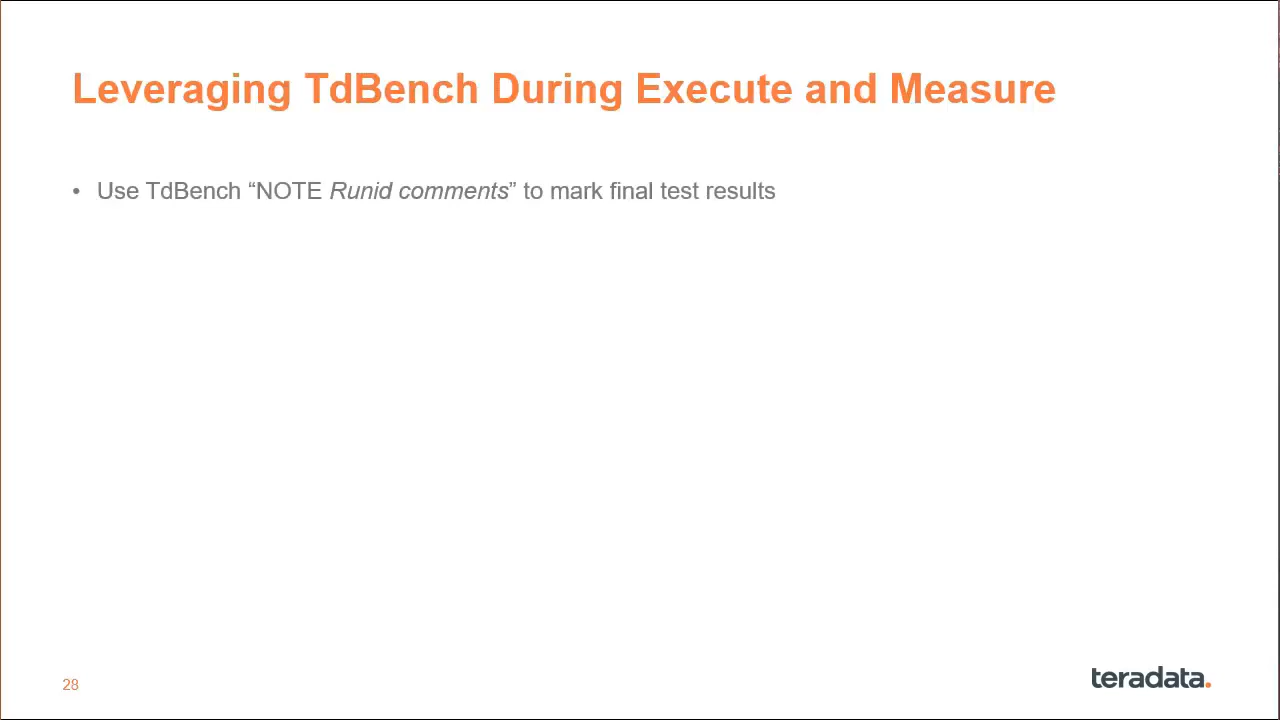 Leveraging TdBench During Execute and Measure
• Use TdBench “NOTE Runid comments” to mark final test results
28
teradata.